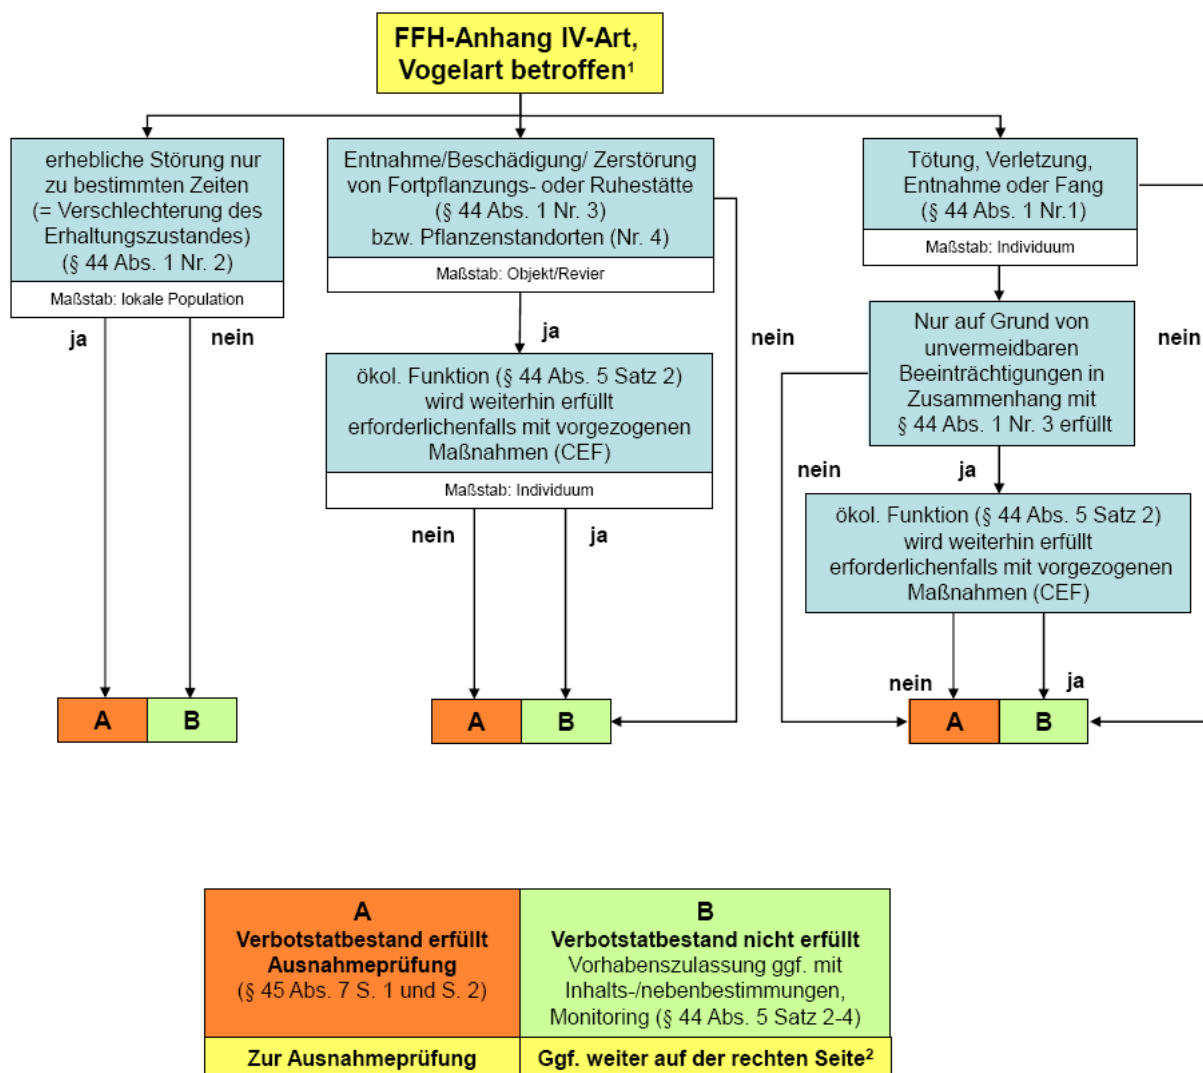 FFH-Anhang IV-Art,
Vogelart betroffen¹
erhebliche Störung nur
zu bestimmten Zeiten
(= Verschlechterung des
Erhaltungszustandes)
(§ 44 Abs. 1 Nr. 2)
Maßstab: lokale Population
ja
nein
Entnahme/Beschädigung/ Zerstörung
von Fortpflanzungs- oder Ruhestätte
(§ 44 Abs. 1 Nr. 3)
bzw. Pflanzenstandorten (Nr. 4)
Maßstab: Objekt/Revier
ja
nein
ökol. Funktion (§ 44 Abs. 5 Satz 2)
wird weiterhin erfüllt
erforderlichenfalls mit vorgezogenen
Maßnahmen (CEF)
Maßstab: Individuum
nein
ja
Tötung, Verletzung,
Entnahme oder Fang
(§ 44 Abs. 1 Nr.1)
Maßstab: Individuum
nein
Nur auf Grund von
unvermeidbaren
Beeinträchtigungen in
Zusammenhang mit
§ 44 Abs. 1 Nr. 3 erfüllt
nein
ja
ökol. Funktion (§ 44 Abs. 5 Satz 2)
wird weiterhin erfüllt
erforderlichenfalls mit vorgezogenen
Maßnahmen (CEF)
nein
ja
A
B
A
B
A
B
A
Verbotstatbestand erfüllt
Ausnahmeprüfung
(§ 45 Abs. 7 S. 1 und S. 2)
Zur Ausnahmeprüfung
B
Verbotstatbestand nicht erfüllt
Vorhabenszulassung ggf. mit
Inhalts-/nebenbestimmungen,
Monitoring (§ 44 Abs. 5 Satz 2-4)
Ggf. weiter auf der rechten Seite²